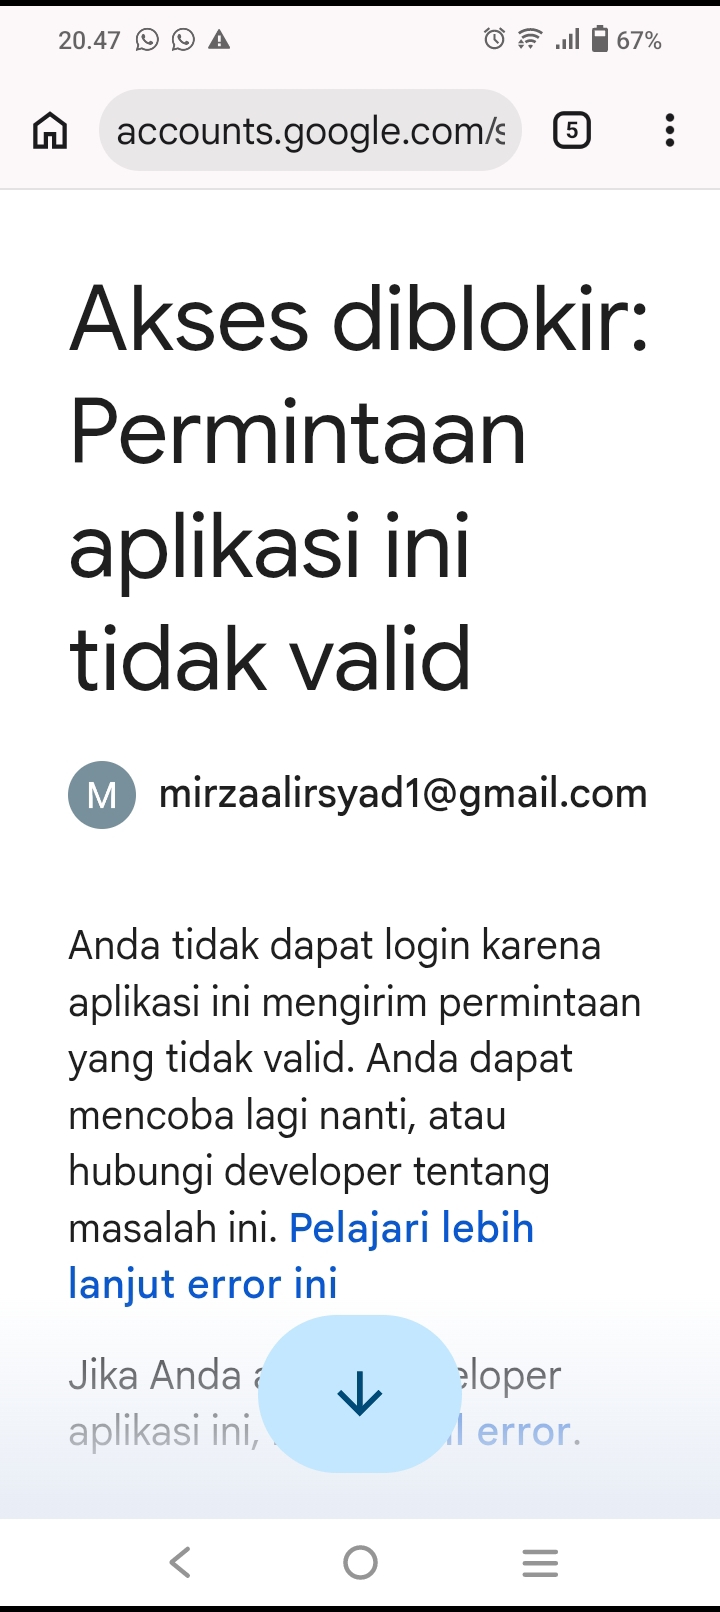 20.47
67%
accounts.google.com/s
5
Akses diblokir:
Permintaan
aplikasi ini
tidak valid
M
mirzaalirsyad1@gmail.com
Anda tidak dapat login karena
aplikasi ini mengirim permintaan
yang tidak valid. Anda dapat
mencoba lagi nanti, atau
hubungi developer tentang
masalah ini. Pelajari lebih
lanjut error ini
Jika Anda
aplikasi ini, error.